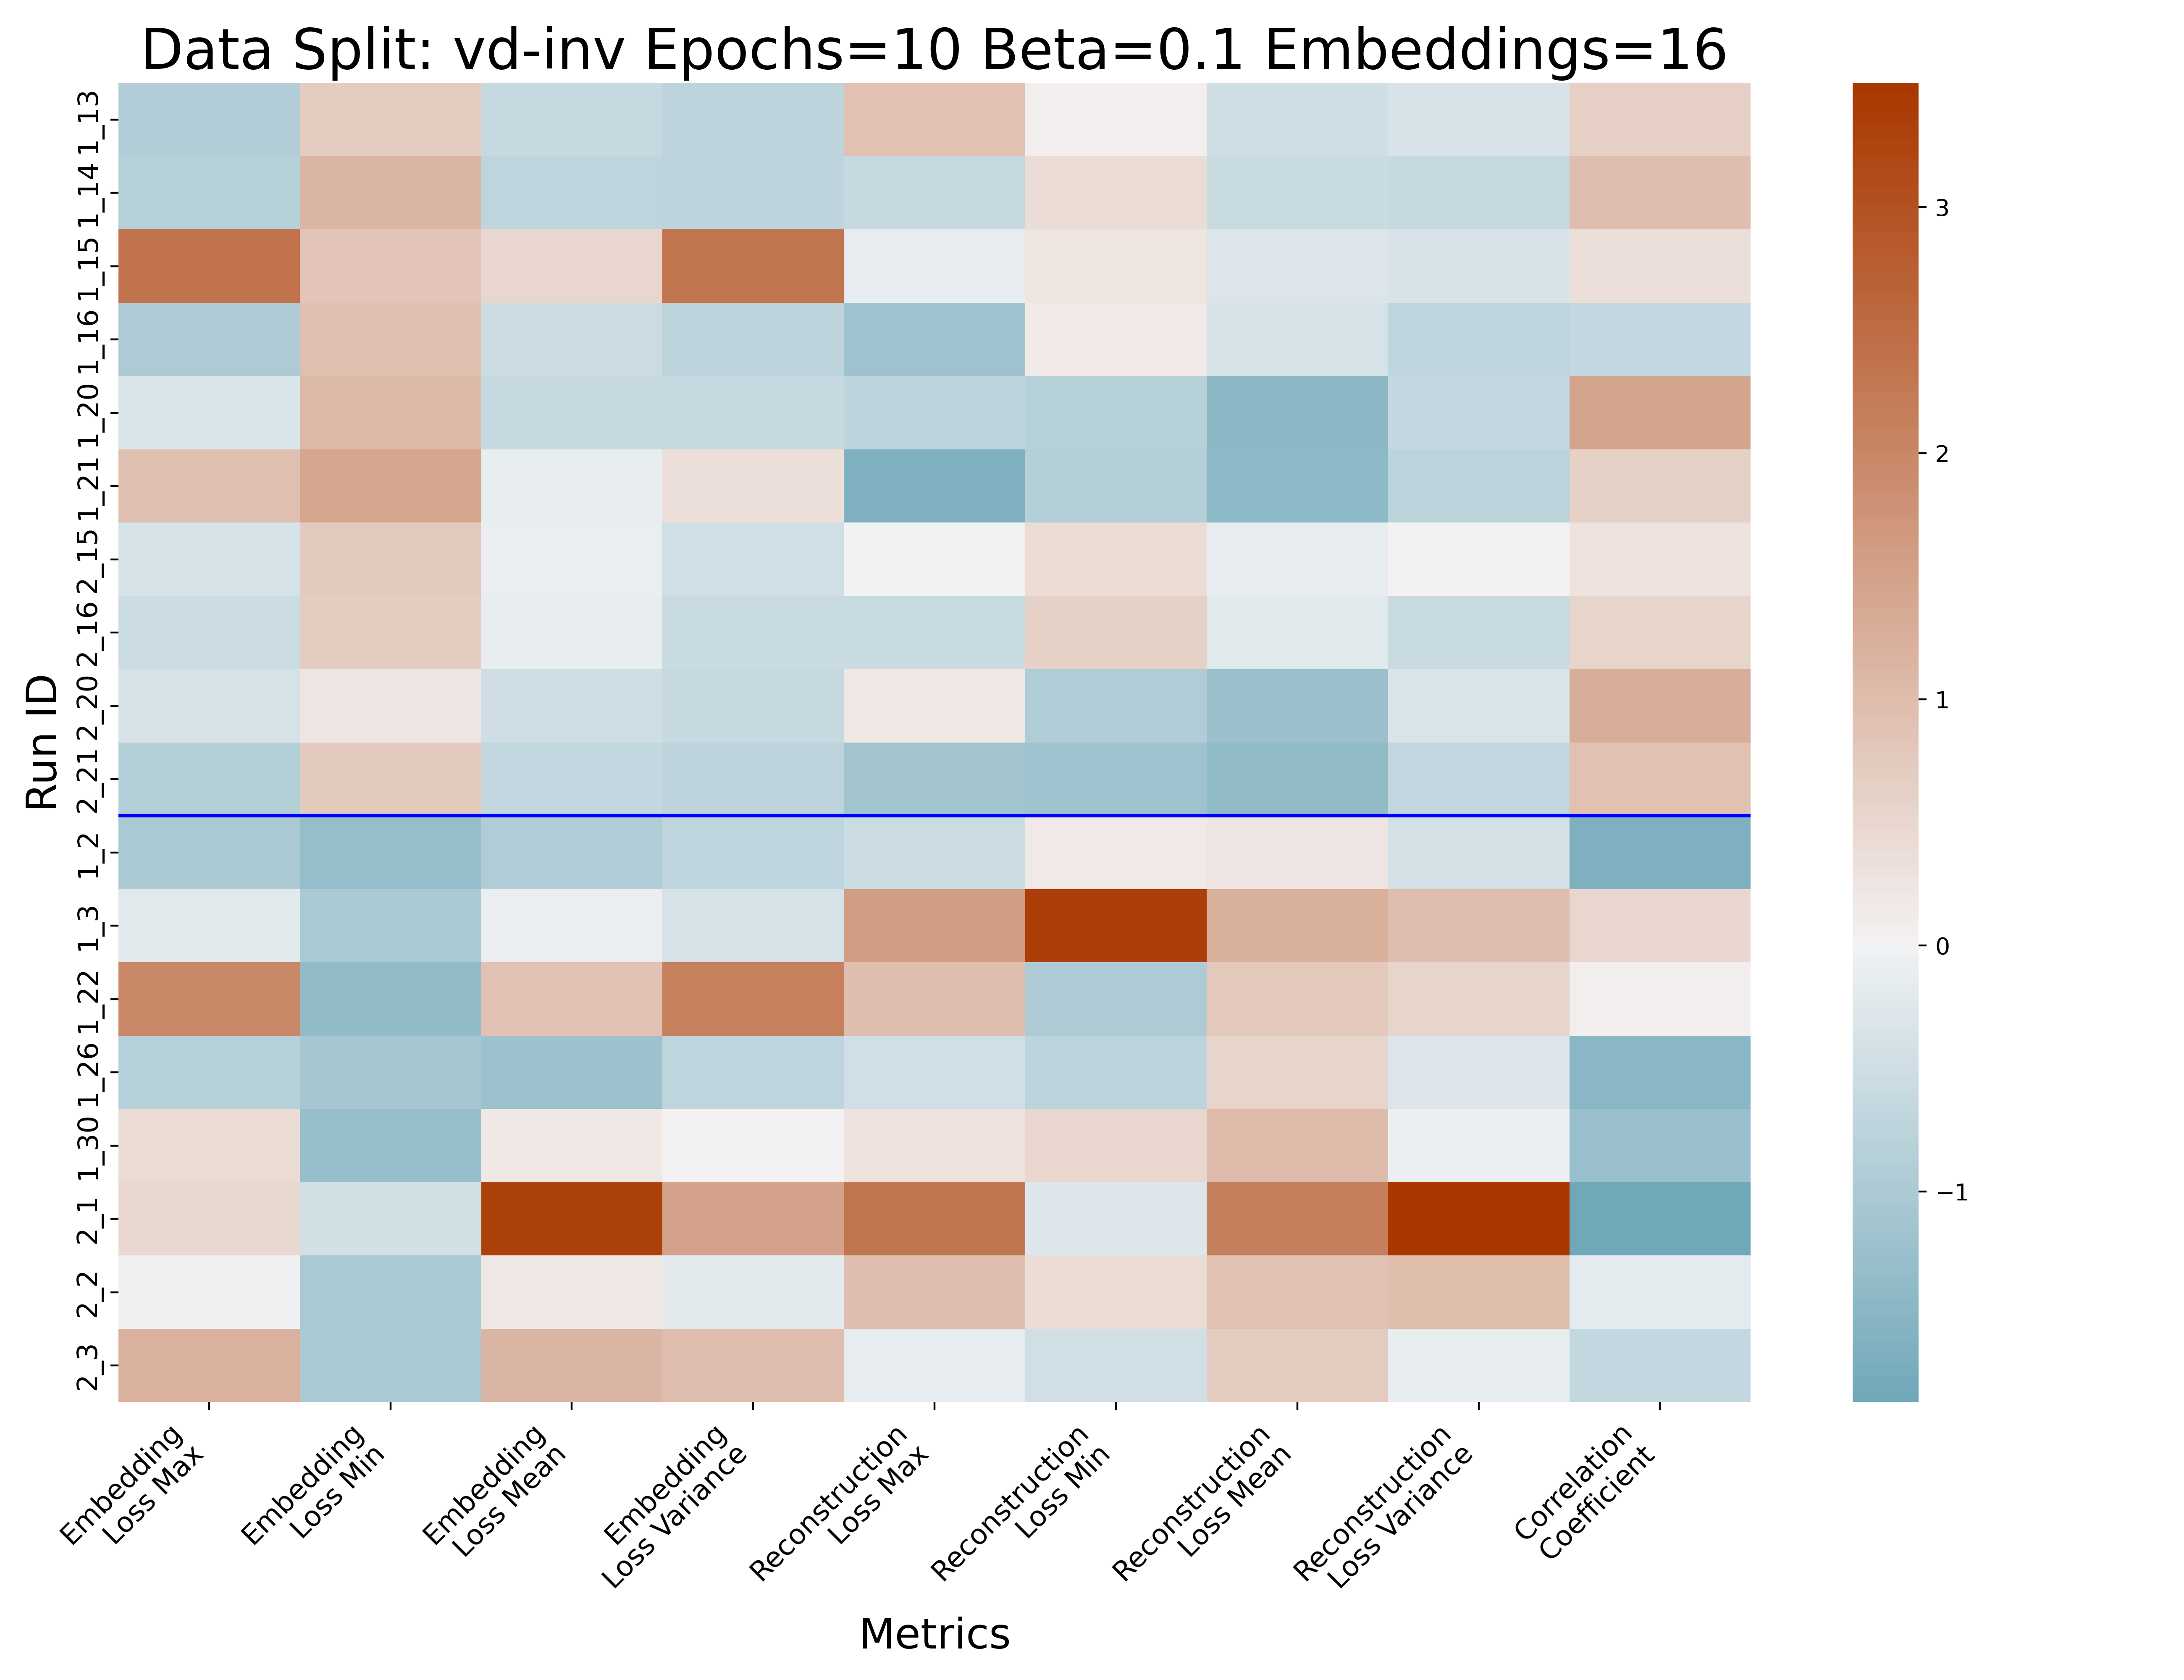 Data Split: vd-inv Epochs=10 Beta=0.1 Embeddings=16
Run ID
1_13
1_14
1_15
1_16
1_20
1_21
2_15
2_16
2_20
2_21
1_2
1_3
1_22
1_26
1_30
2_1
2_2
2_3
Embedding
Loss Max
Embedding
Loss Min
Embedding
Loss Mean
Embedding
Loss Variance
Reconstruction
Loss Max
Reconstruction
Loss Min
Reconstruction
Loss Mean
Reconstruction
Loss Variance
Correlation
Coefficient
Metrics
3
2
1
0
−1